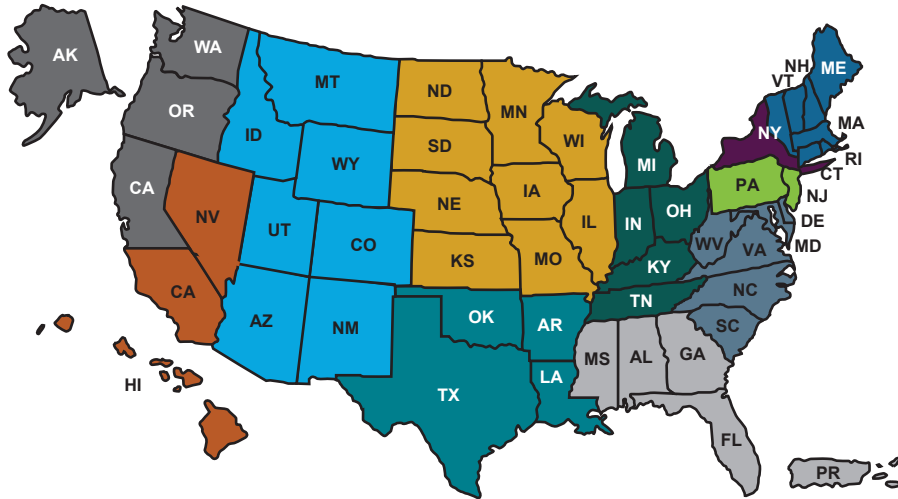 AK
WA
OR
CA
NV
CA
HI
MT
ID
WY
UT
CO
AZ
NM
ND
SD
NE
KS
MN
IA
MO
WI
IL
OK
AR
TX
LA
MI
IN
OH
KY
TN
MS
AL
GA
FL
PR
WV
VA
NC
SC
PA
NY
NJ
DE
MD
VT
NH
ME
MA
RI
CT